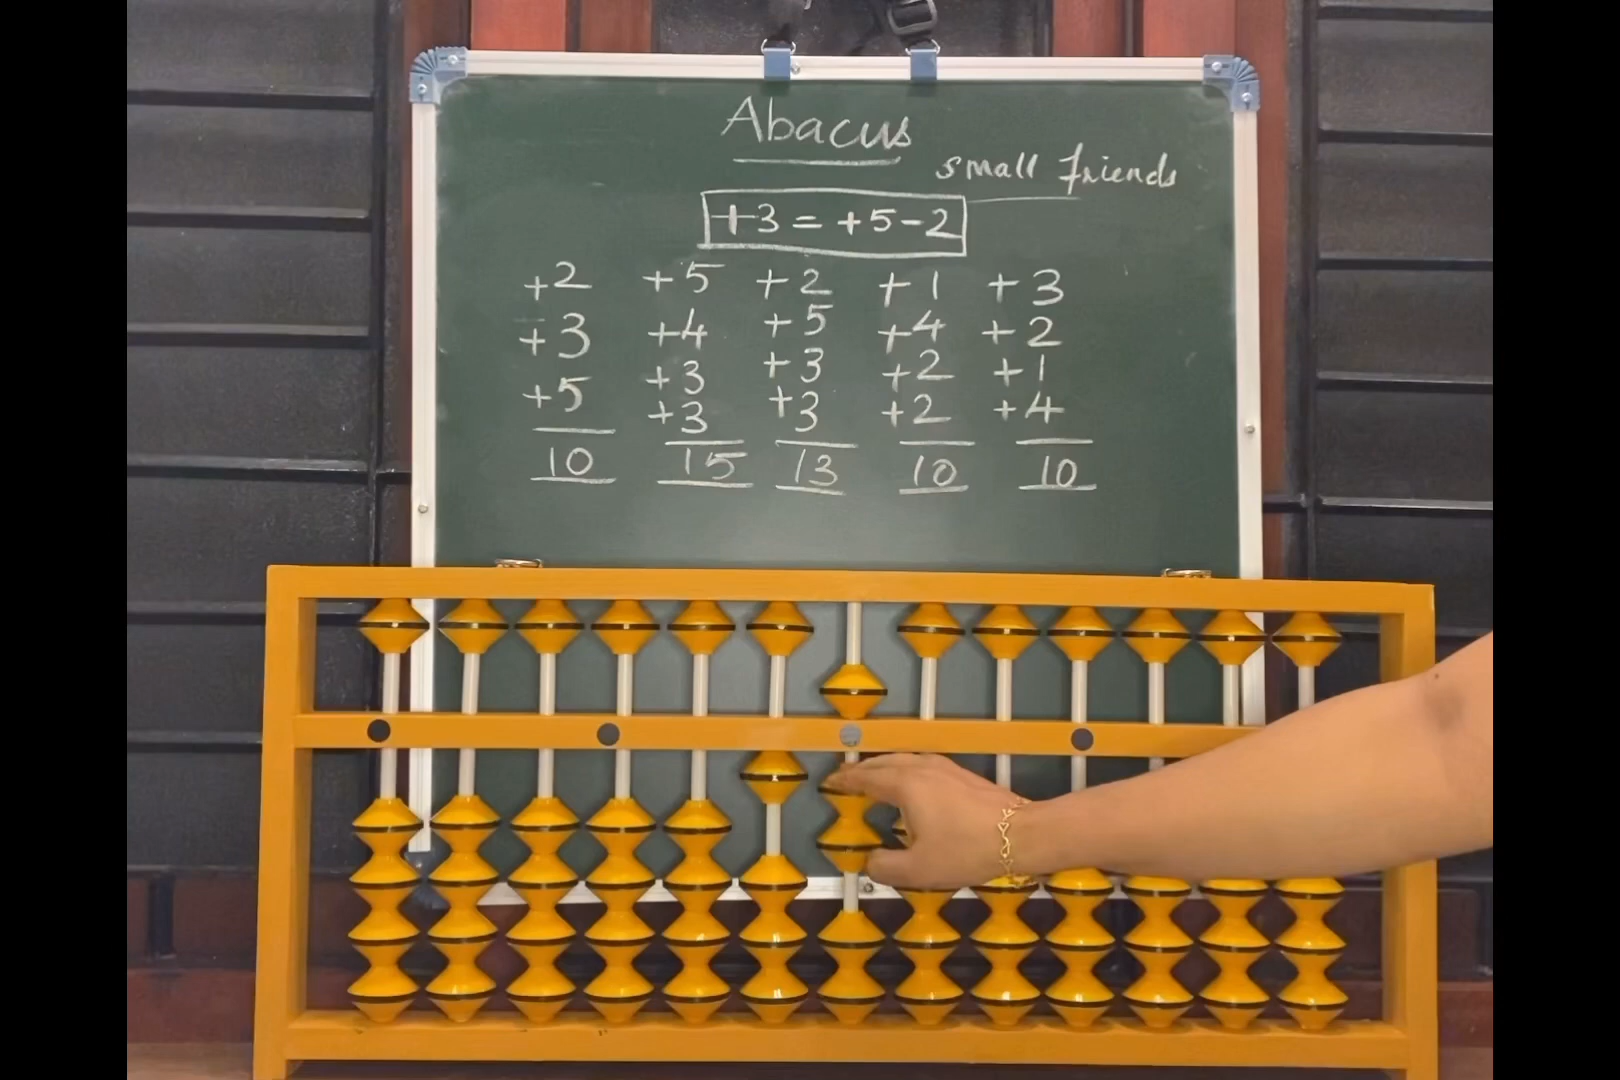 Abacus
small friends
+3 = +5-2
+2 +5 +2 +1 +3
+3 +4 +5 +4 +2
+5 +3 +3 +2 +1
+3 +3 +2 +4
10 15 13 10 10